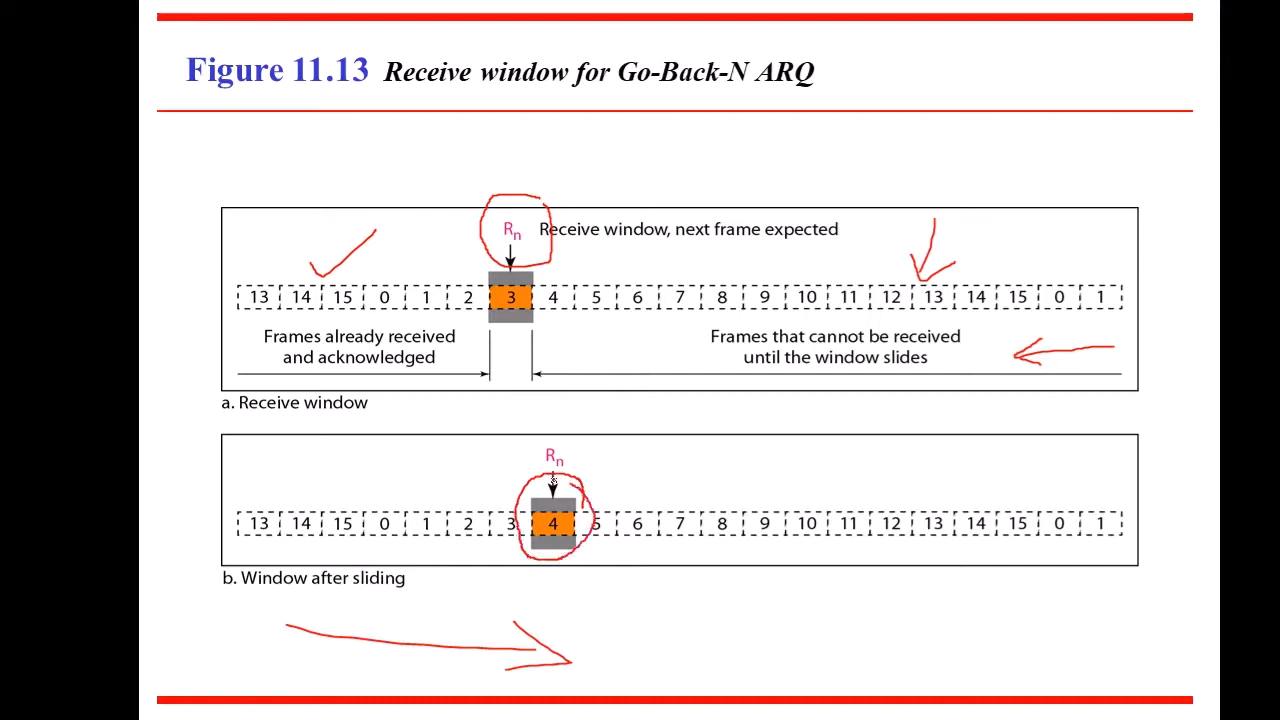 Figure 11.13 Receive window for Go-Back-N ARQ
Rn Receive window, next frame expected
13 14 15 0 1 2 3 4 5 6 7 8 9 10 11 12 13 14 15 0 1
Frames already received
and acknowledged
Frames that cannot be received
until the window slides
a. Receive window
Rn
13 14 15 0 1 2 3 4 5 6 7 8 9 10 11 12 13 14 15 0 1
b. Window after sliding